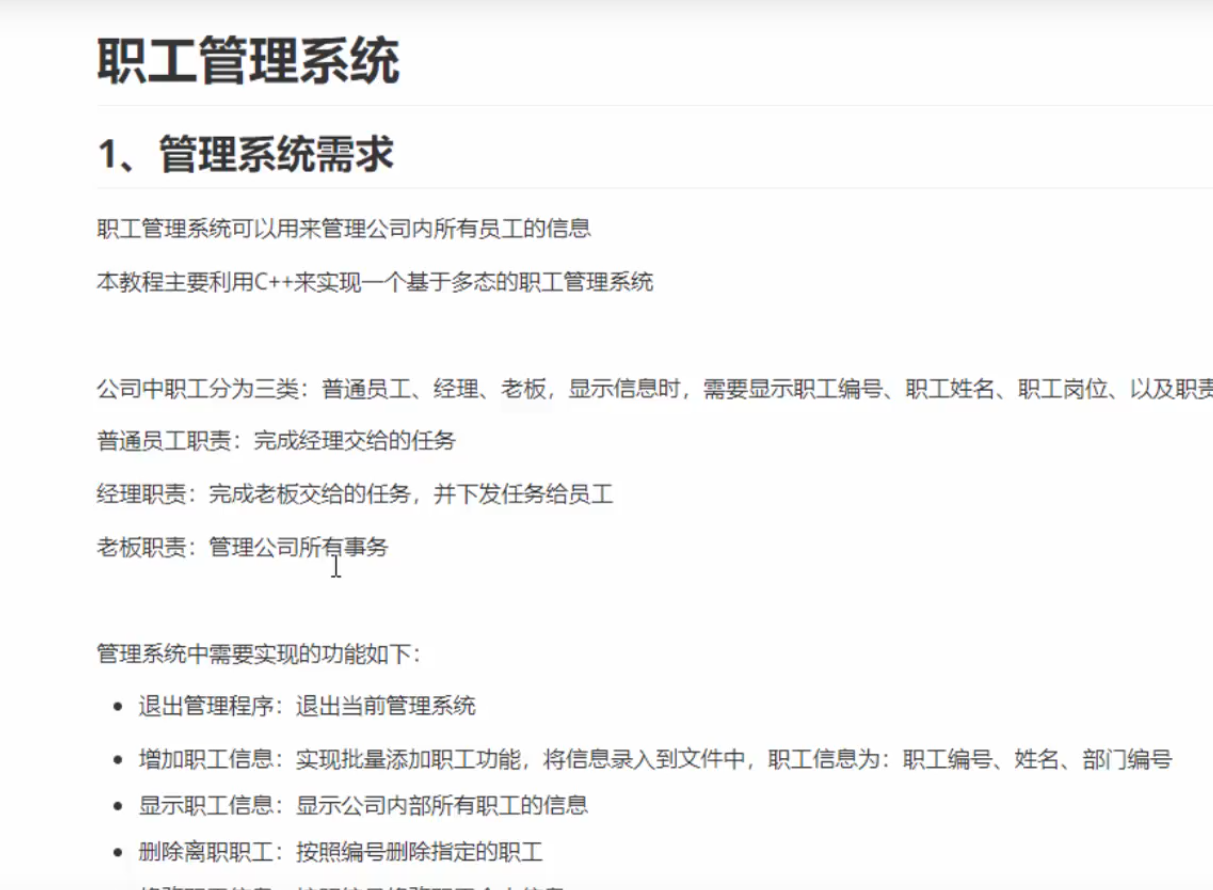 职工管理系统
1、管理系统需求
职工管理系统可以用来管理公司内所有员工的信息
本教程主要利用C++来实现一个基于多态的职工管理系统
公司中职工分为三类：普通员工、经理、老板，显示信息时，需要显示职工编号、职工姓名、职工岗位、以及职责
普通员工职责：完成经理交给的任务
经理职责：完成老板交给的任务，并下发任务给员工
老板职责：管理公司所有事务
管理系统中需要实现的功能如下：
• 退出管理程序：退出当前管理系统
• 增加职工信息：实现批量添加职工功能，将信息录入到文件中，职工信息为：职工编号、姓名、部门编号
• 显示职工信息：显示公司内部所有职工的信息
• 删除离职职工：按照编号删除指定的职工